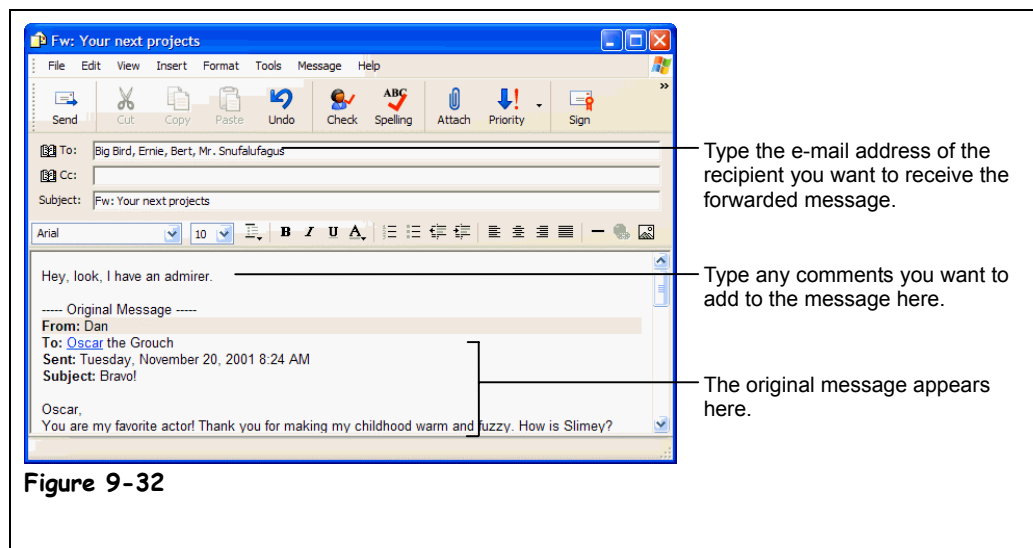 Fw: Your next projects
File Edit View Insert Format Tools Message Help
ABC
»
Send Cut Copy Paste Undo Check Spelling Attach Priority Sign
To: Big Bird, Ernie, Bert, Mr. Snufalufagus
Type the e-mail address of the
recipient you want to receive the
forwarded message.
Cc:
Subject: Fw: Your next projects
Arial 10 B I U A
Hey, look, I have an admirer.
Type any comments you want to
add to the message here.
----- Original Message -----
From: Dan
To: Oscar the Grouch
Sent: Tuesday, November 20, 2001 8:24 AM
Subject: Bravo!
The original message appears
here.
Oscar,
You are my favorite actor! Thank you for making my childhood warm and fuzzy. How is Slimey?
Figure 9-32